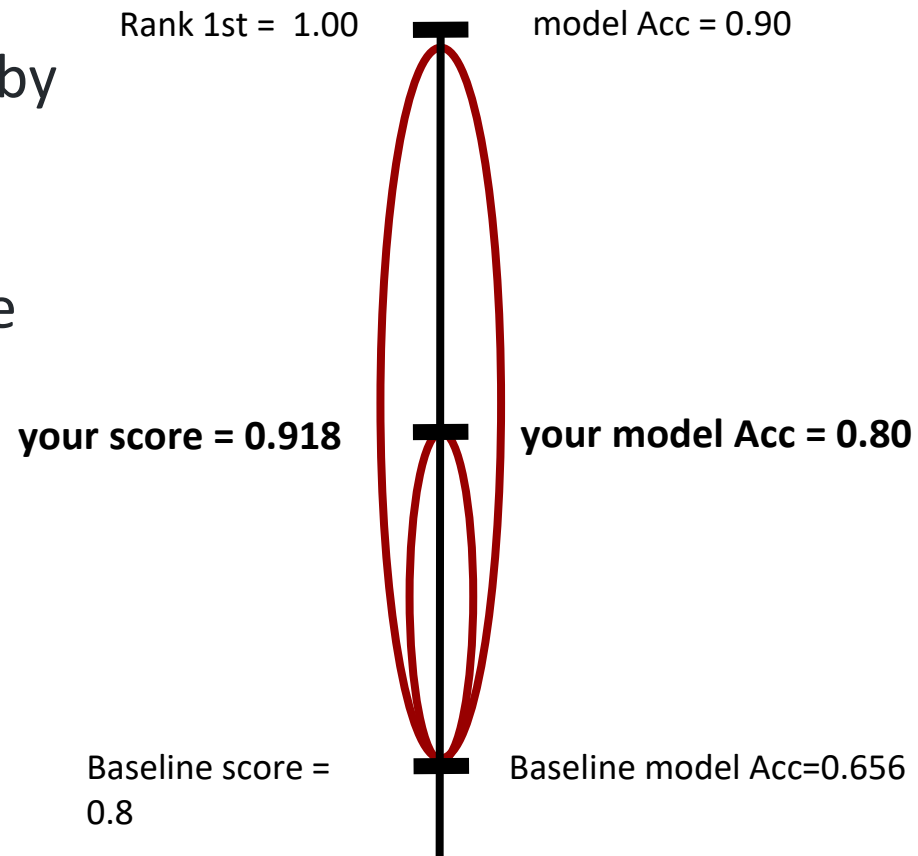 Rank 1st =  1.00
model Acc = 0.90
by
e
your score = 0.918
your model Acc = 0.80
Baseline score =
0.8
Baseline model Acc=0.656